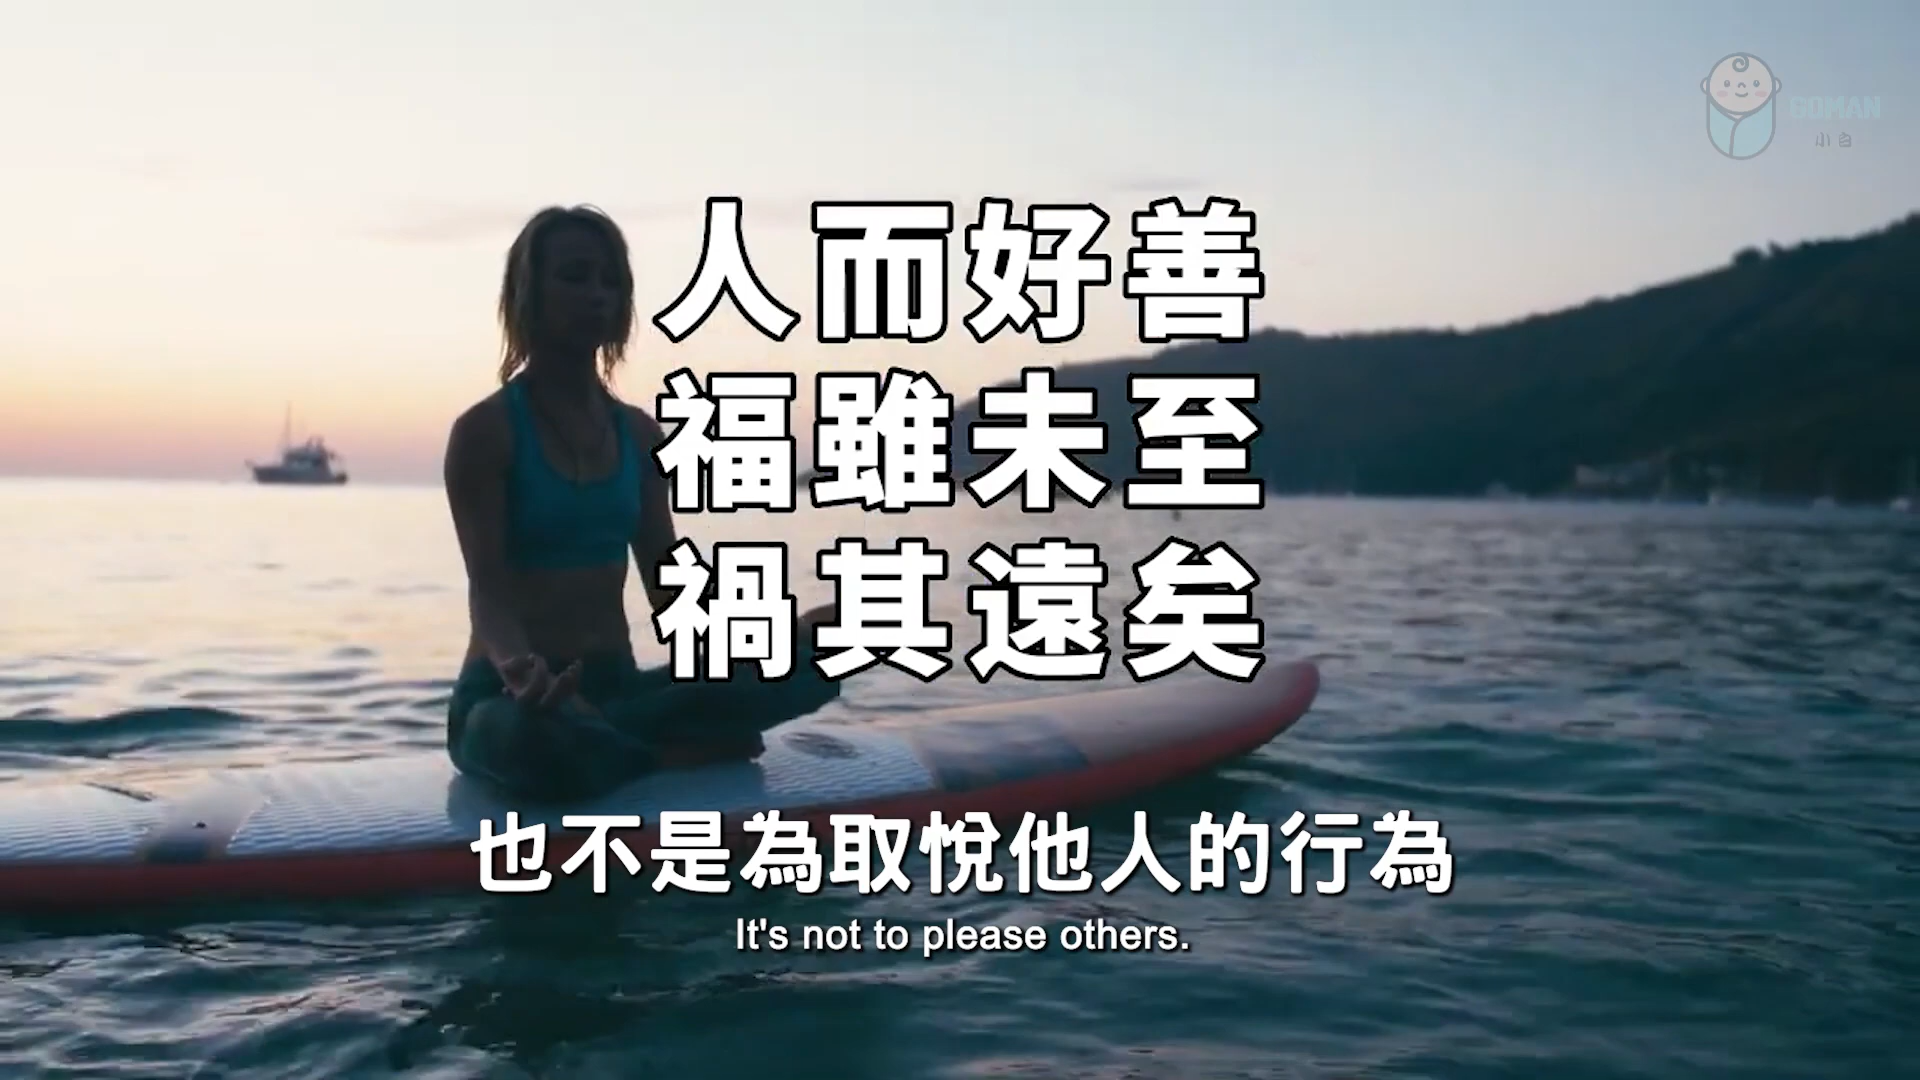 GOMAN
小白
人而好善
福雖未至
禍其遠矣
也不是為取悅他人的行為
It's not to please others.